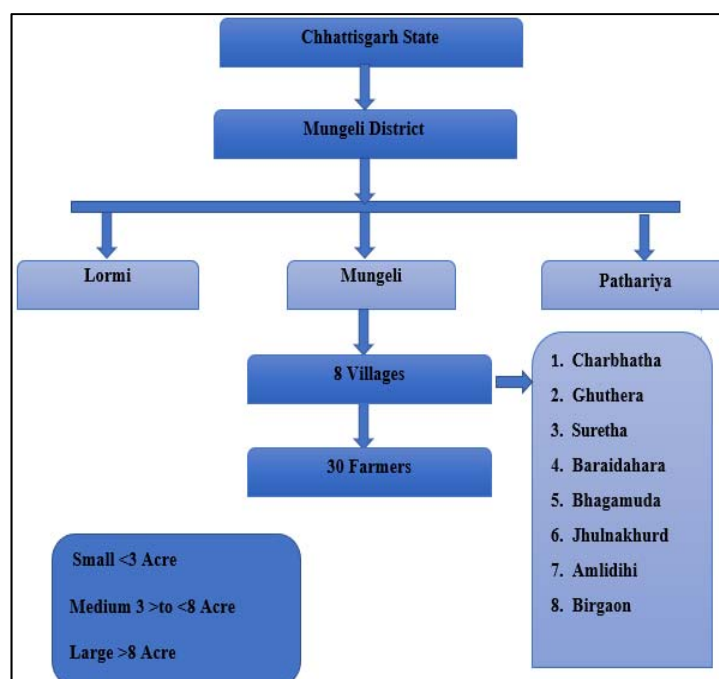 Chhattisgarh State
Mungeli District
Lormi
Mungeli
Pathariya
8 Villages
30 Farmers
1. Charbhatha
2. Ghuthera
3. Suretha
4. Baraidahara
5. Bhagamuda
6. Jhulnakhurd
7. Amlidihi
8. Birgaon
Small <3 Acre
Medium 3 >to <8 Acre
Large >8 Acre